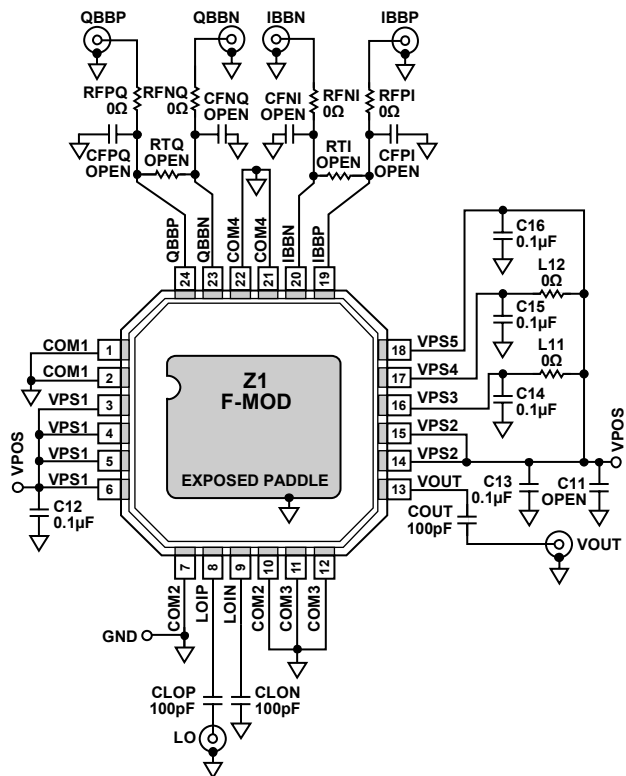 QBBP QBBN IBBN IBBP
RFPQ 0Ω
RFNQ 0Ω
CFNQ OPEN
CFNI OPEN
RFNI 0Ω
RFPI 0Ω
CFPQ OPEN
RTQ OPEN
RTI OPEN
CFPI OPEN
QBBP QBBN COM4 COM4 IBBN IBBP
24 23 22 21 20 19
C16 0.1µF
L12 0Ω
C15 0.1µF
L11 0Ω
C14 0.1µF
COM1 1
COM1 2
VPS1 3
VPS1 4
VPS1 5
VPS1 6
VPOS
C12 0.1µF
Z1
F-MOD
EXPOSED PADDLE
18 VPS5
17 VPS4
16 VPS3
15 VPS2
14 VPS2
13 VOUT
VPOS
C13 0.1µF
C11 OPEN
COUT 100pF
VOUT
7 8 9 10 11 12
COM2 LOIP LOIN COM2 COM3 COM3
GND
CLOP 100pF
CLON 100pF
LO